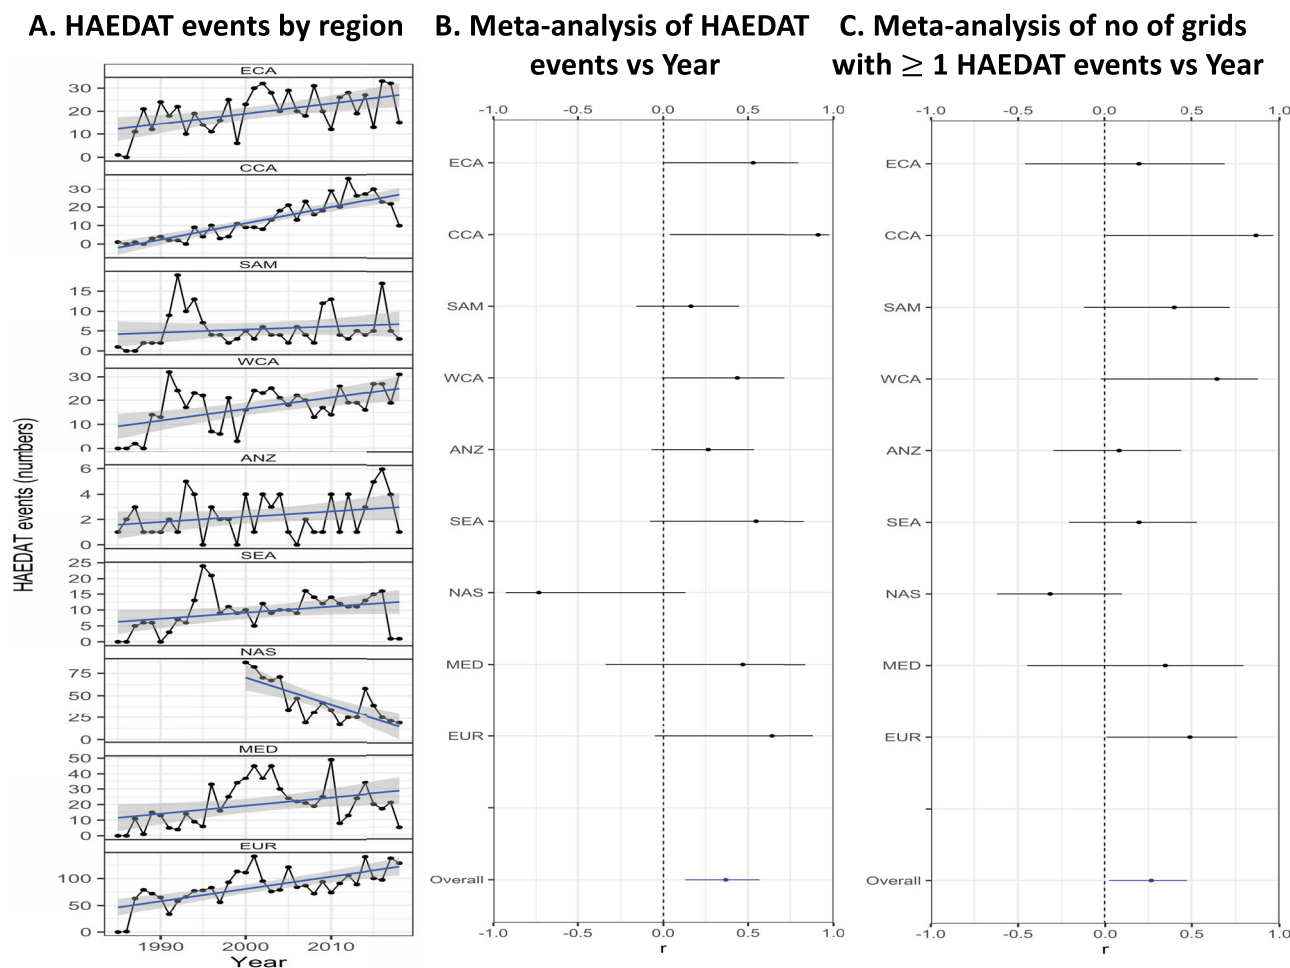 A. HAEDAT events by region
B. Meta-analysis of HAEDAT
events vs Year
C. Meta-analysis of no of grids
with ≥ 1 HAEDAT events vs Year
HAEDAT events (numbers)
ECA
30
20
10
0
CCA
30
20
10
0
SAM
15
10
5
0
WCA
30
20
10
0
ANZ
6
4
2
0
SEA
25
20
15
10
5
0
NAS
75
50
25
0
MED
50
40
30
20
10
0
EUR
100
50
0
1990 2000 2010
Year
-1.0 -0.5 0.0 0.5 1.0
ECA
CCA
SAM
WCA
ANZ
SEA
NAS
MED
EUR
Overall
-1.0 -0.5 0.0 0.5 1.0
r
-1.0 -0.5 0.0 0.5 1.0
ECA
CCA
SAM
WCA
ANZ
SEA
NAS
MED
EUR
Overall
-1.0 -0.5 0.0 0.5 1.0
r